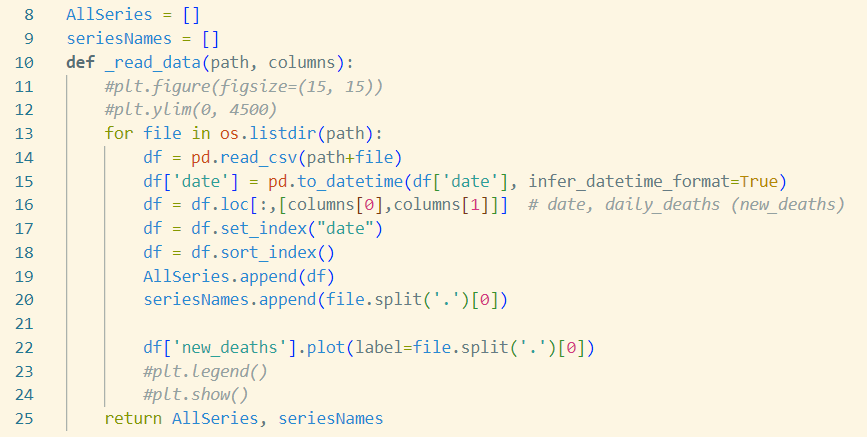 8 AllSeries = []
9 seriesNames = []
10 def _read_data(path, columns):
11 #plt.figure(figsize=(15, 15))
12 #plt.ylim(0, 4500)
13 for file in os.listdir(path):
14 df = pd.read_csv(path+file)
15 df['date'] = pd.to_datetime(df['date'], infer_datetime_format=True)
16 df = df.loc[:,[columns[0],columns[1]]]  # date, daily_deaths (new_deaths)
17 df = df.set_index("date")
18 df = df.sort_index()
19 AllSeries.append(df)
20 seriesNames.append(file.split('.')[0])
21
22 df['new_deaths'].plot(label=file.split('.')[0])
23 #plt.legend()
24 #plt.show()
25 return AllSeries, seriesNames